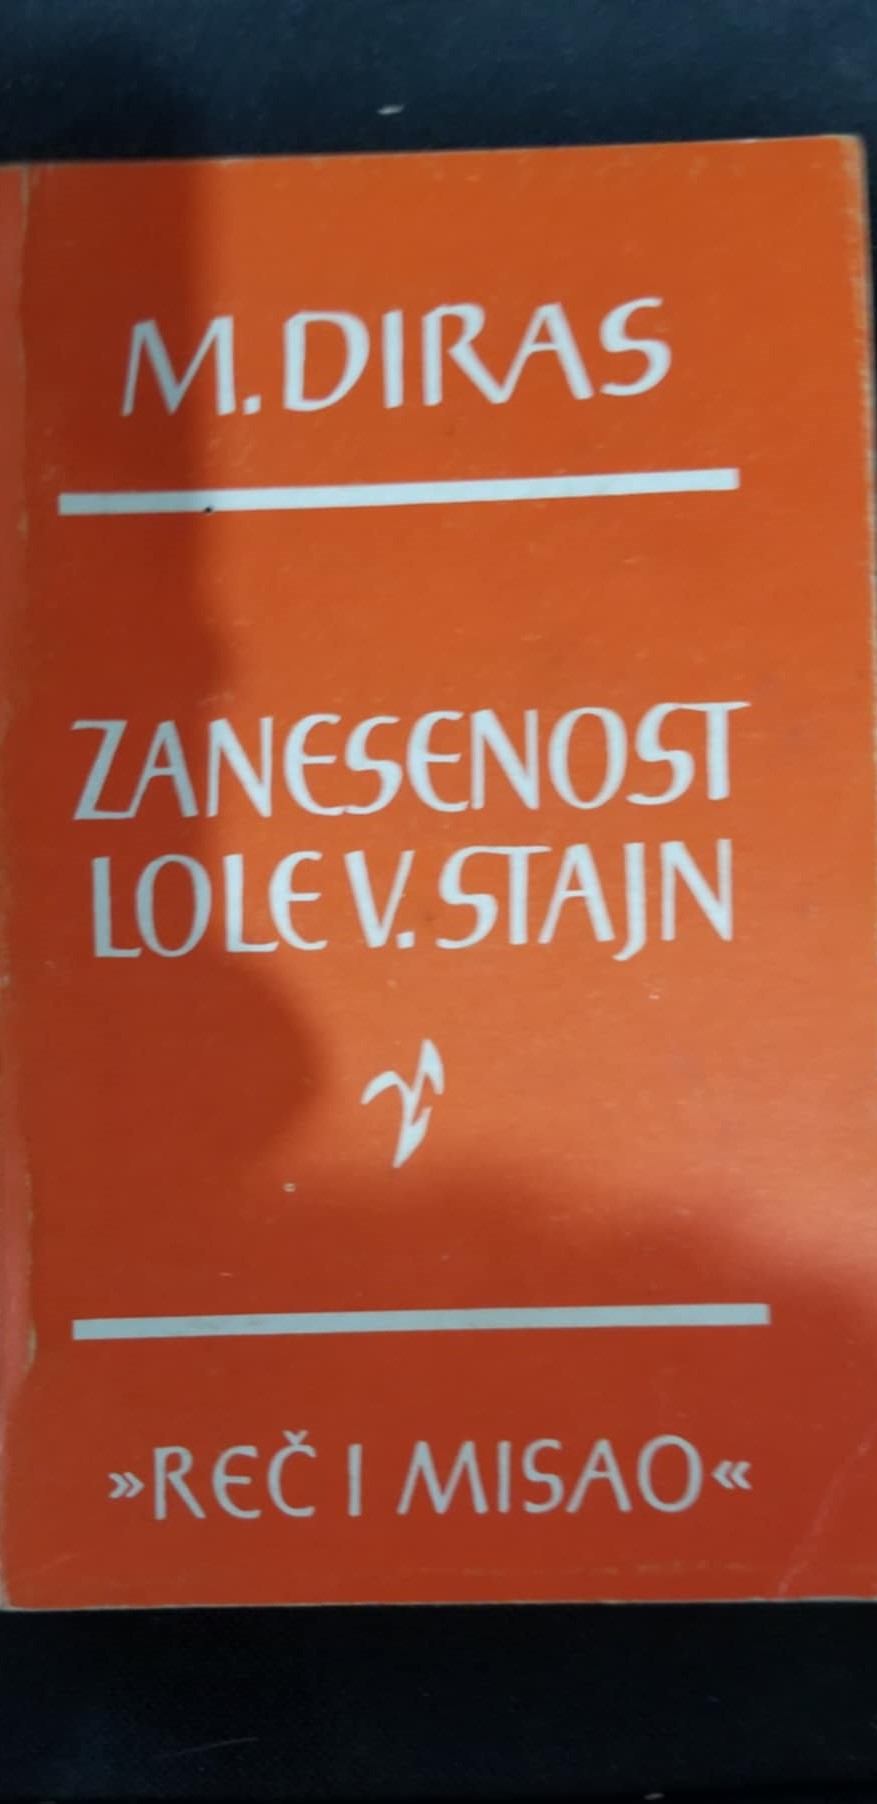 M. DIRAS
ZANESENOST
LOLE V. STAJN
»REČ I MISAO«